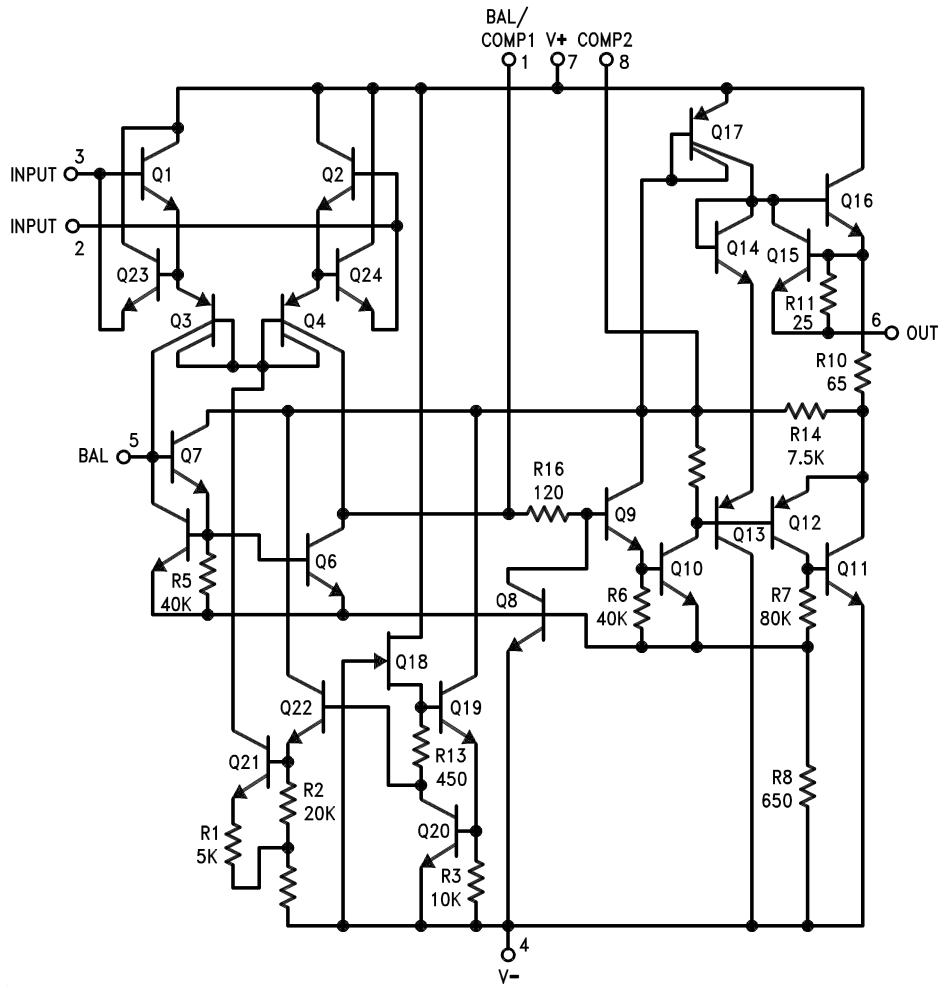 BAL/
COMP1 V+ COMP2
1 7 8
Q17
3
INPUT Q1 Q2
Q16
INPUT
2
Q14 Q15
Q23 Q24
R11
25
6
OUT
Q3 Q4
R10
65
5
BAL Q7
R14
7.5K
R16
120
Q9 Q13 Q12
Q6 Q10 Q11
R5
40K
Q8
R6
40K
R7
80K
Q18
Q22 Q19
Q21
R13
450
R2
20K
R8
650
R1
5K
Q20
R3
10K
4
V-